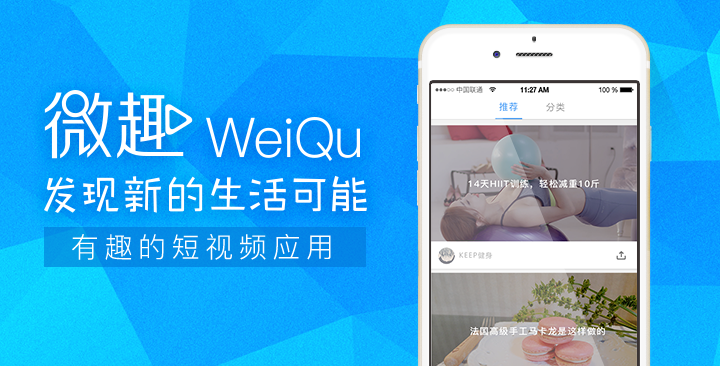 微趣 WeiQu
发现新的生活可能
有趣的短视频应用
中国联通 11:27 AM 100 %
推荐 分类
14天HIIT训练，轻松减重10斤
KEEP健身
法国高级手工马卡龙是这样做的